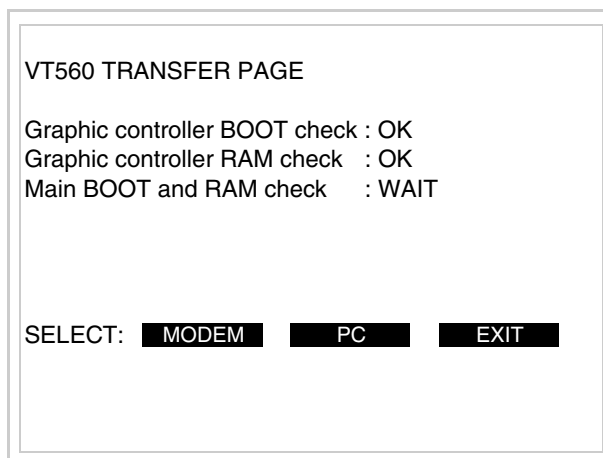 VT560 TRANSFER PAGE
Graphic controller BOOT check : OK
Graphic controller RAM check : OK
Main BOOT and RAM check : WAIT
SELECT: MODEM PC EXIT